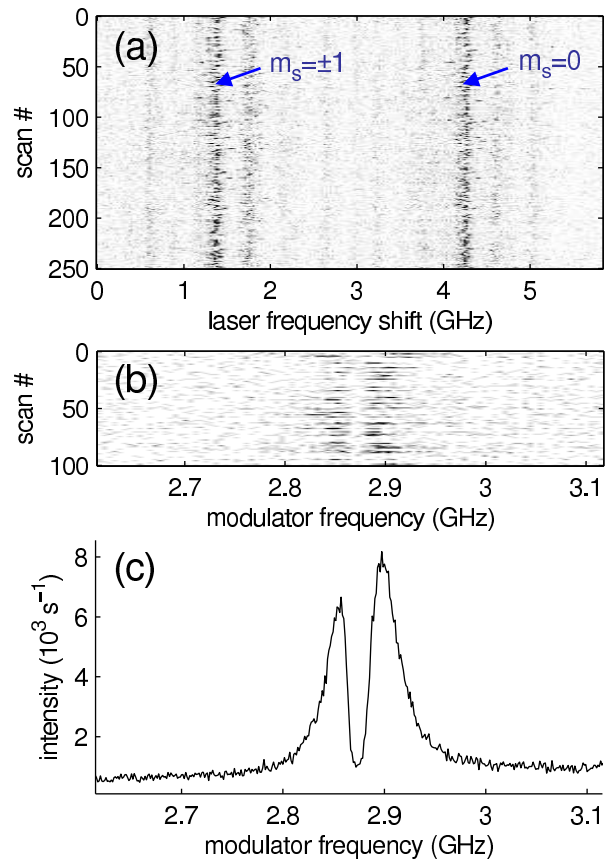 (a)
m_s=±1
m_s=0
scan #
0
50
100
150
200
250
0 1 2 3 4 5
laser frequency shift (GHz)
(b)
scan #
0
50
100
2.7 2.8 2.9 3 3.1
modulator frequency (GHz)
(c)
intensity (10³ s⁻¹)
8
6
4
2
2.7 2.8 2.9 3 3.1
modulator frequency (GHz)